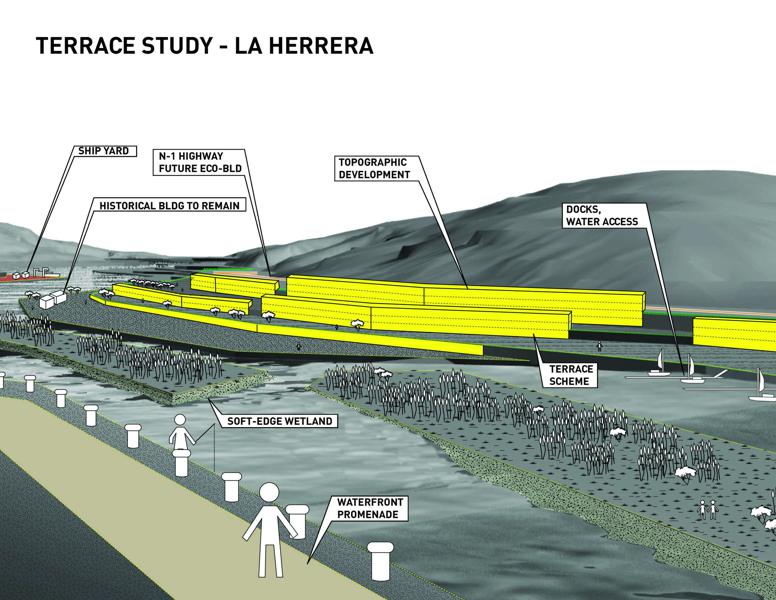 TERRACE STUDY - LA HERRERA
SHIP YARD
N-1 HIGHWAY
FUTURE ECO-BLD
TOPOGRAPHIC
DEVELOPMENT
HISTORICAL BLDG TO REMAIN
DOCKS,
WATER ACCESS
TERRACE
SCHEME
SOFT-EDGE WETLAND
WATERFRONT
PROMENADE